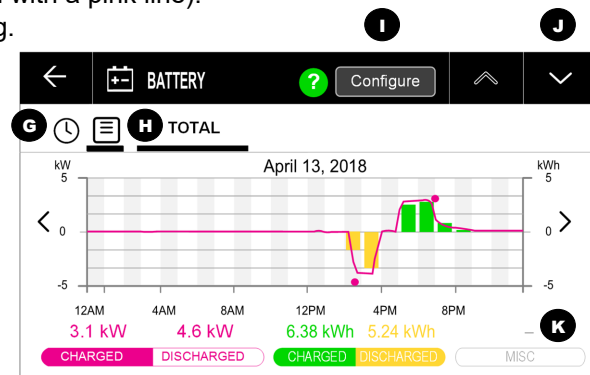 with a pink line).
g.
I J
BATTERY ? Configure
G H TOTAL
kW April 13, 2018 kWh
5 5
0 0
-5 -5
12AM 4AM 8AM 12PM 4PM 8PM
3.1 kW 4.6 kW 6.38 kWh 5.24 kWh – K
CHARGED DISCHARGED CHARGED DISCHARGED MISC